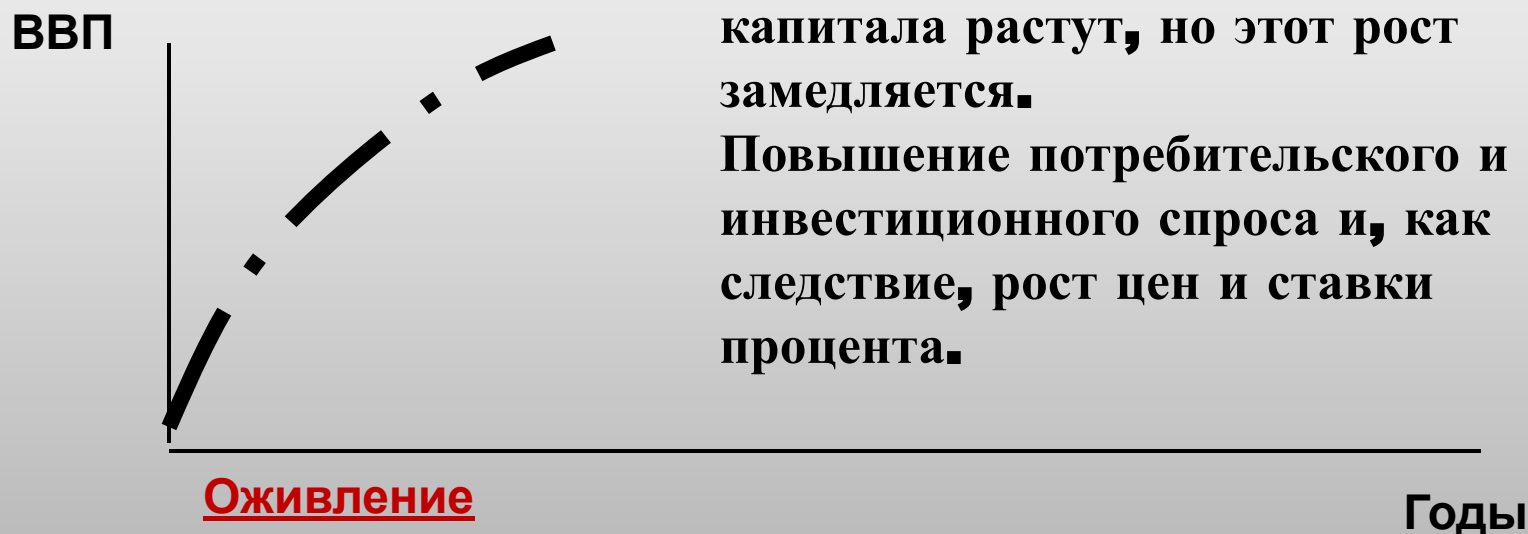 ВВП
капитала растут, но этот рост
замедляется.
Повышение потребительского и
инвестиционного спроса и, как
следствие, рост цен и ставки
процента.
Оживление
Годы